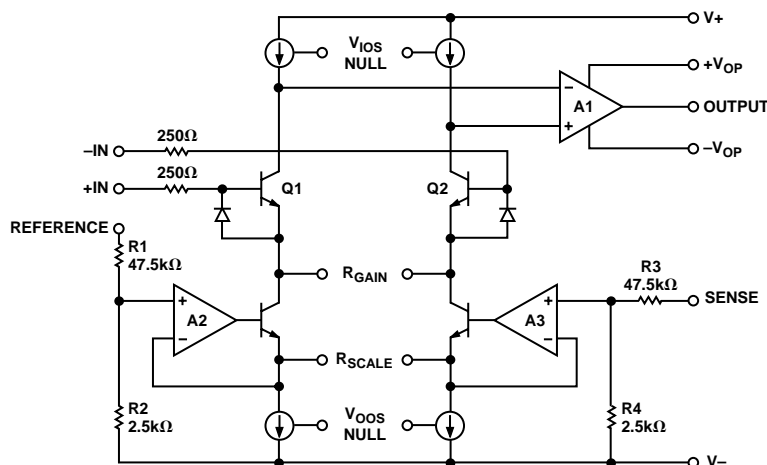 V+
V_IOS
NULL
+V_OP
−
A1
OUTPUT
+
−V_OP
250Ω
–IN
250Ω
+IN
Q1
Q2
REFERENCE
R1
47.5kΩ
R_GAIN
R3
47.5kΩ
+
A2
−
+
A3
−
SENSE
R_SCALE
R2
2.5kΩ
V_OOS
NULL
R4
2.5kΩ
V–